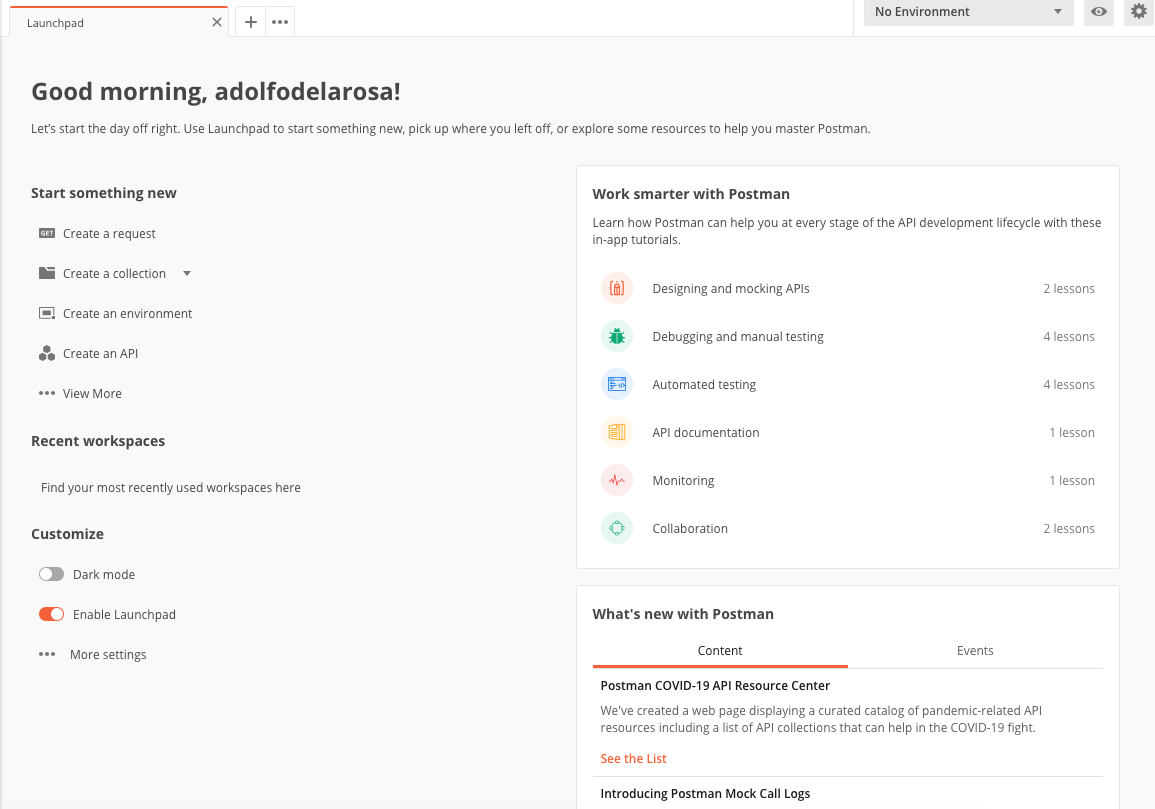 Launchpad
No Environment
Good morning, adolfodelarosa!
Let’s start the day off right. Use Launchpad to start something new, pick up where you left off, or explore some resources to help you master Postman.
Start something new
GET Create a request
Create a collection
Create an environment
Create an API
View More
Recent workspaces
Find your most recently used workspaces here
Customize
Dark mode
Enable Launchpad
More settings
Work smarter with Postman
Learn how Postman can help you at every stage of the API development lifecycle with these
in-app tutorials.
Designing and mocking APIs 2 lessons
Debugging and manual testing 4 lessons
Automated testing 4 lessons
API documentation 1 lesson
Monitoring 1 lesson
Collaboration 2 lessons
What's new with Postman
Content Events
Postman COVID-19 API Resource Center
We've created a web page displaying a curated catalog of pandemic-related API
resources including a list of API collections that can help in the COVID-19 fight.
See the List
Introducing Postman Mock Call Logs